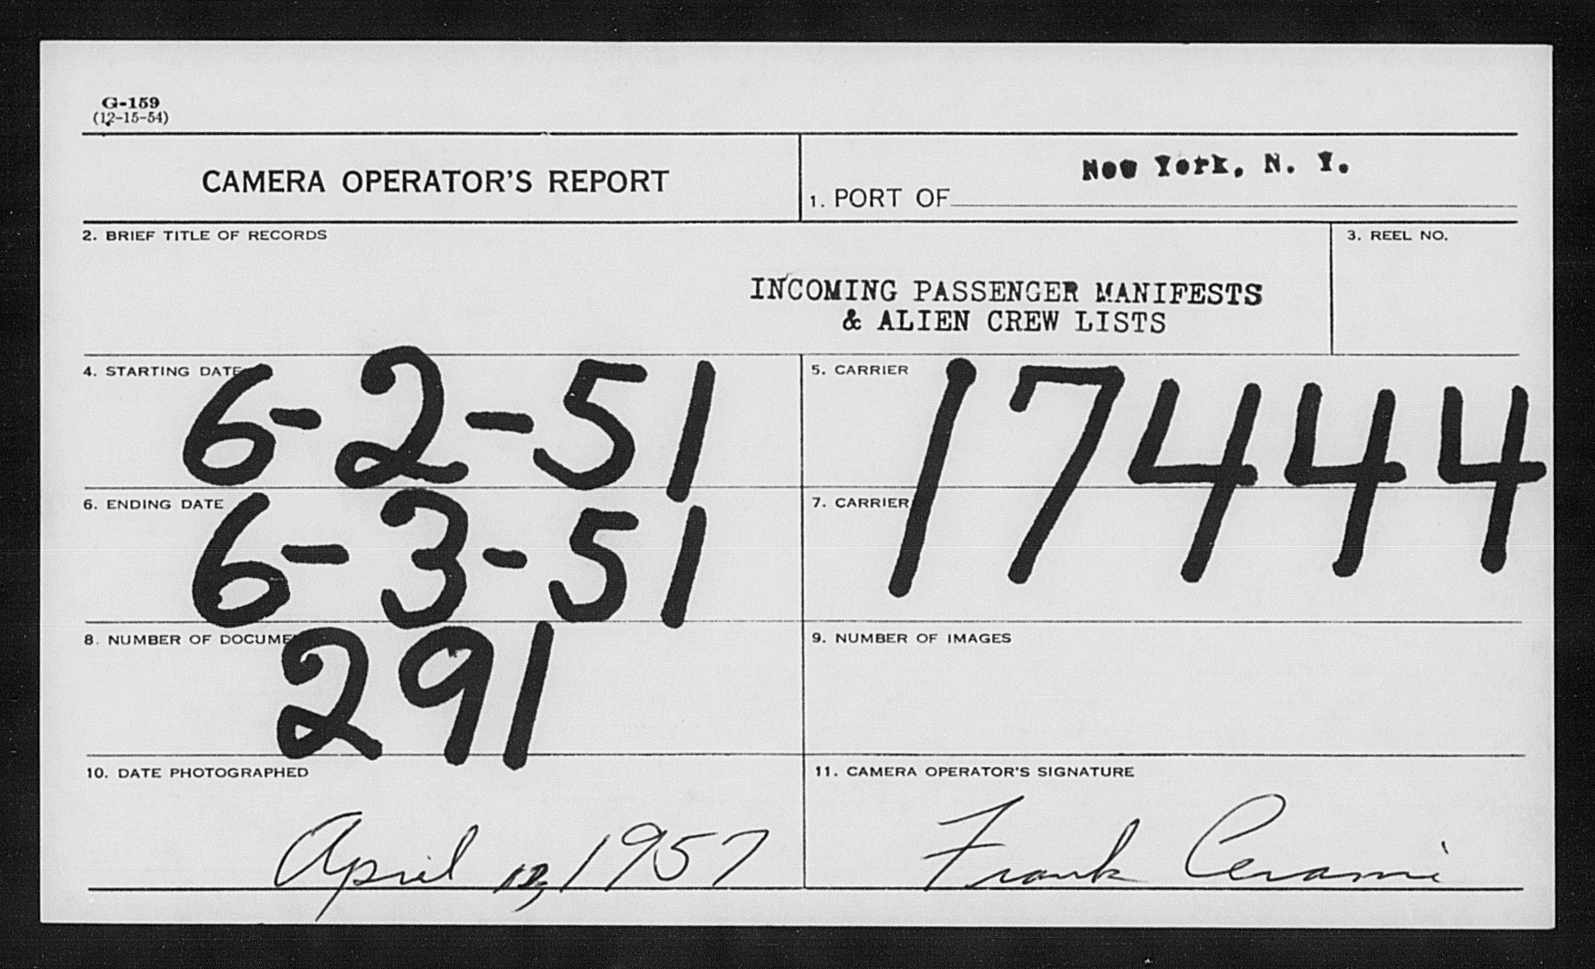 G-159
(12-15-54)
CAMERA OPERATOR'S REPORT
1. PORT OF New York, N. Y.
2. BRIEF TITLE OF RECORDS
INCOMING PASSENGER MANIFESTS
& ALIEN CREW LISTS
3. REEL NO.
4. STARTING DATE
6-2-51
5. CARRIER
17444
6. ENDING DATE
6-3-51
7. CARRIER
8. NUMBER OF DOCUME
291
9. NUMBER OF IMAGES
10. DATE PHOTOGRAPHED
April 12, 1957
11. CAMERA OPERATOR'S SIGNATURE
Frank Cerami